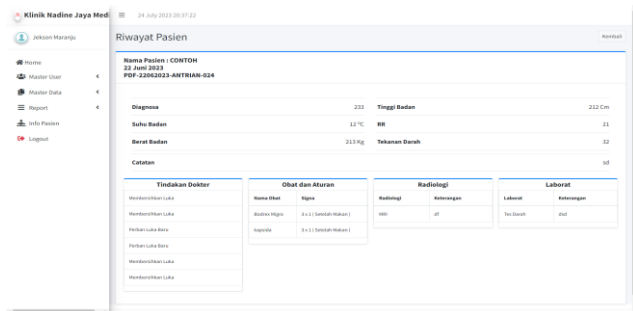 Klinik Nadine Jaya Medi
24 July 2023 20:37:22
Jekson Maranju
Home
Master User
Master Data
Report
Info Pasien
Logout
Riwayat Pasien
Kembali
Nama Pasien : CONTOH
22 Juni 2023
PDF-22062023-ANTRIAN-024
Diagnosa 233 Tinggi Badan 212 Cm
Suhu Badan 12 °C RR 21
Berat Badan 213 Kg Tekanan Darah 32
Catatan sd
Tindakan Dokter
Membersihkan Luka
Membersihkan Luka
Perban Luka Baru
Perban Luka Baru
Membersihkan Luka
Membersihkan Luka
Obat dan Aturan
Nama Obat Signa
Bodrex Migra 3 x 1 ( Setelah Makan )
kapsida 3 x 1 ( Setelah Makan )
Radiologi
Radiologi Keterangan
MRI df
Laborat
Laborat Keterangan
Tes Darah dsd